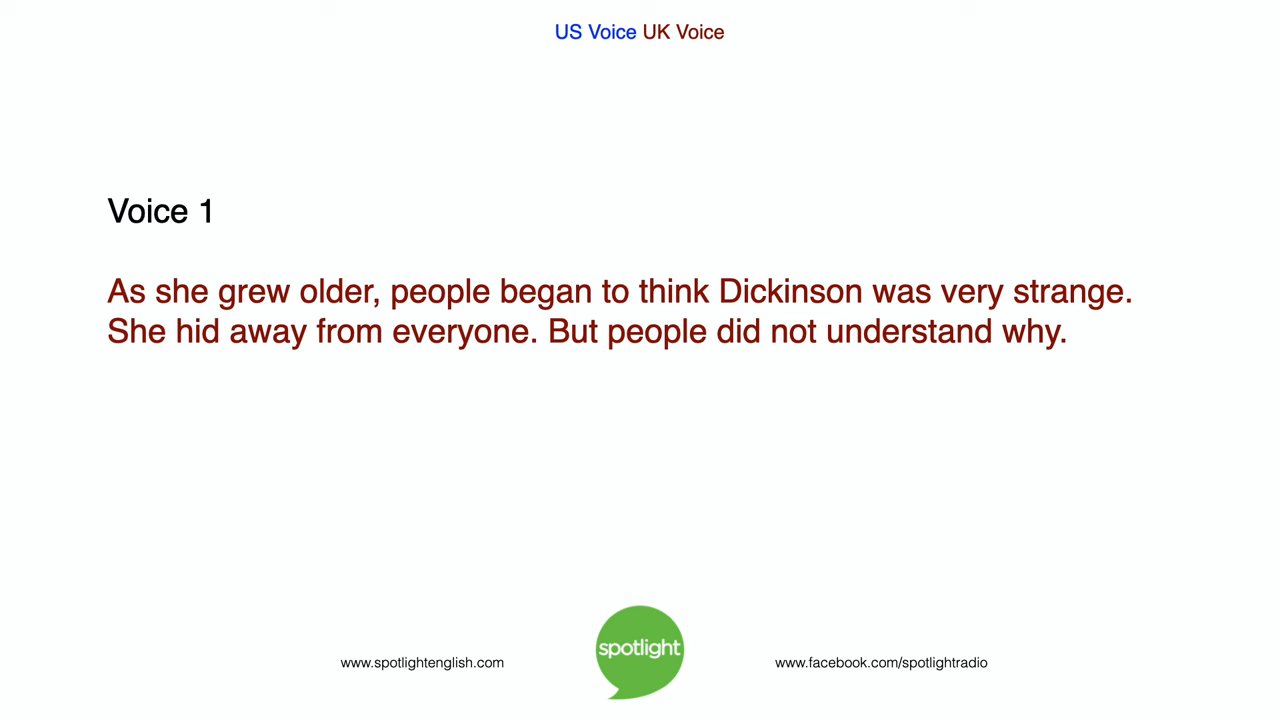 US Voice UK Voice
Voice 1
As she grew older, people began to think Dickinson was very strange.
She hid away from everyone. But people did not understand why.
www.spotlightenglish.com
spotlight
www.facebook.com/spotlightradio